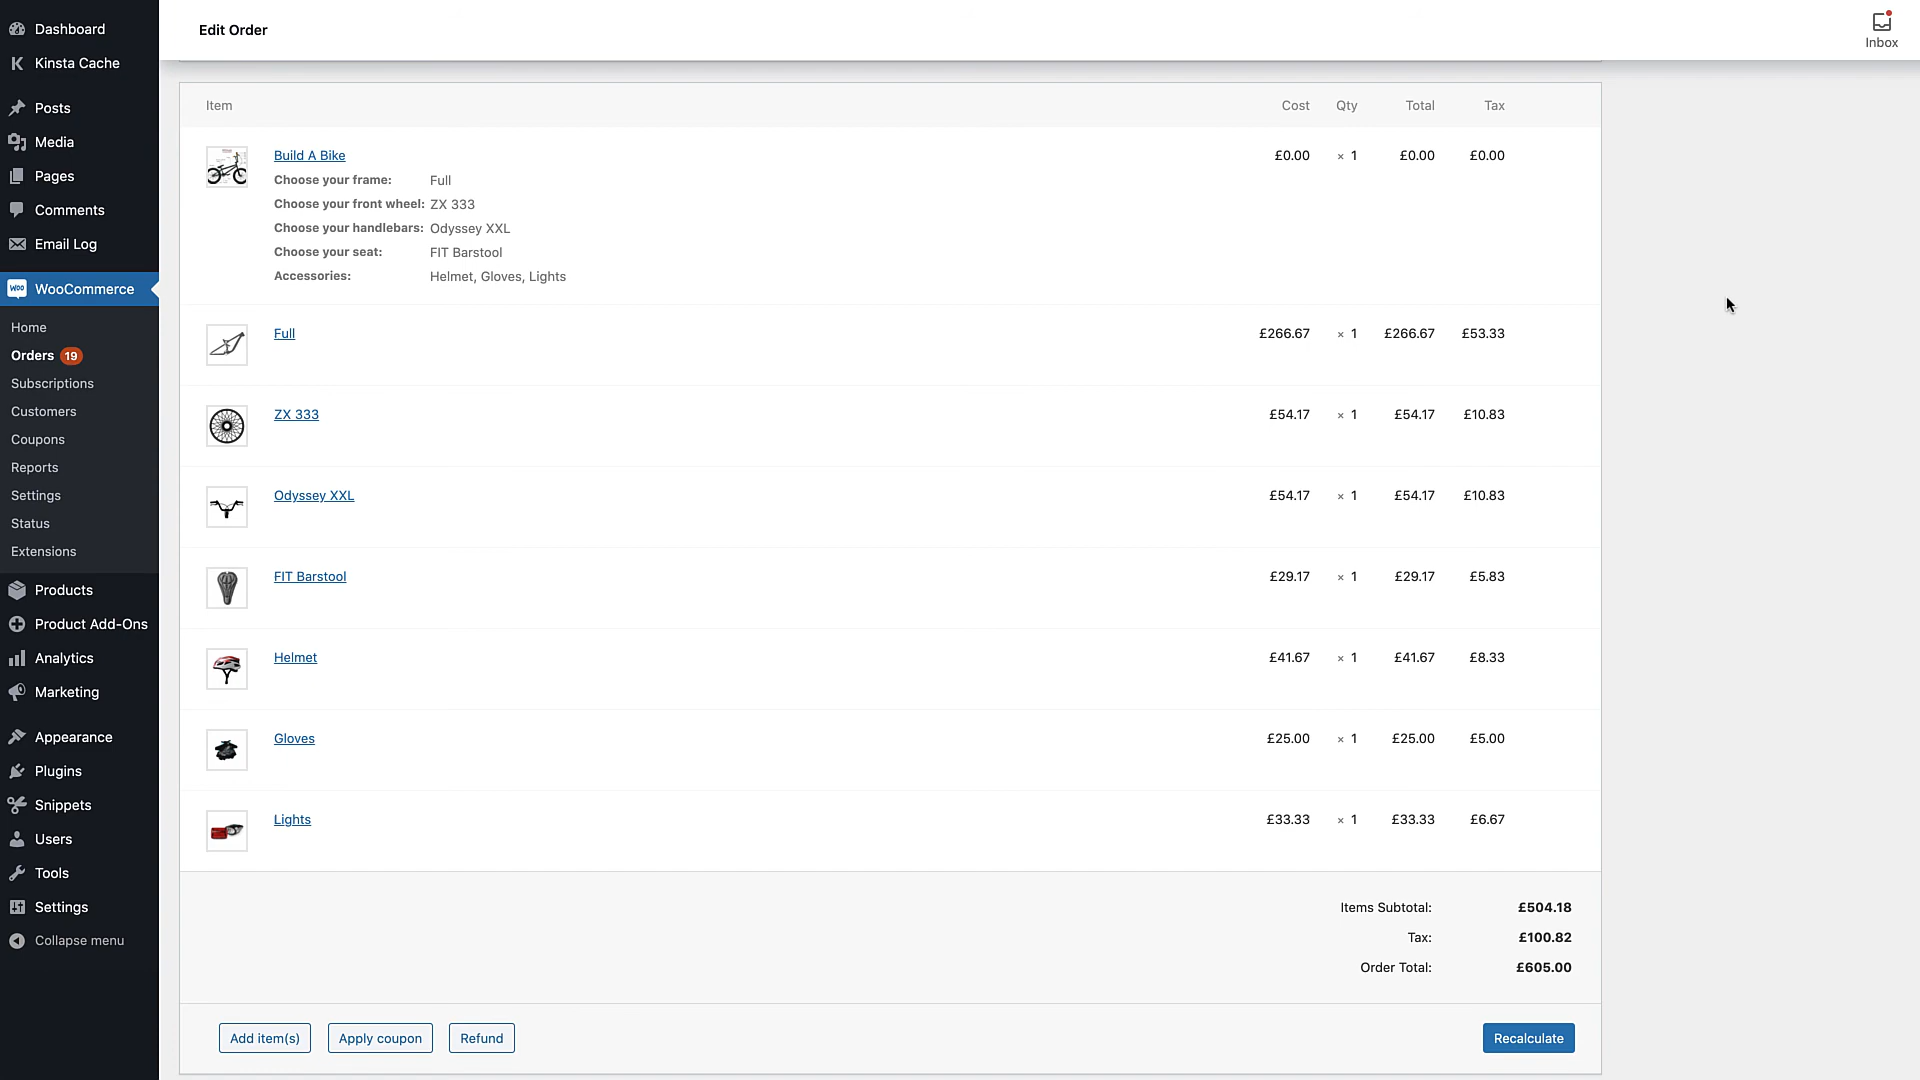 Dashboard
Kinsta Cache
Posts
Media
Pages
Comments
Email Log
WooCommerce
Home
Orders 19
Subscriptions
Customers
Coupons
Reports
Settings
Status
Extensions
Products
Product Add-Ons
Analytics
Marketing
Appearance
Plugins
Snippets
Users
Tools
Settings
Collapse menu
Edit Order
Inbox
Item Cost Qty Total Tax
Build A Bike £0.00 × 1 £0.00 £0.00
Choose your frame: Full
Choose your front wheel: ZX 333
Choose your handlebars: Odyssey XXL
Choose your seat: FIT Barstool
Accessories: Helmet, Gloves, Lights
Full £266.67 × 1 £266.67 £53.33
ZX 333 £54.17 × 1 £54.17 £10.83
Odyssey XXL £54.17 × 1 £54.17 £10.83
FIT Barstool £29.17 × 1 £29.17 £5.83
Helmet £41.67 × 1 £41.67 £8.33
Gloves £25.00 × 1 £25.00 £5.00
Lights £33.33 × 1 £33.33 £6.67
Items Subtotal: £504.18
Tax: £100.82
Order Total: £605.00
Add item(s) Apply coupon Refund Recalculate